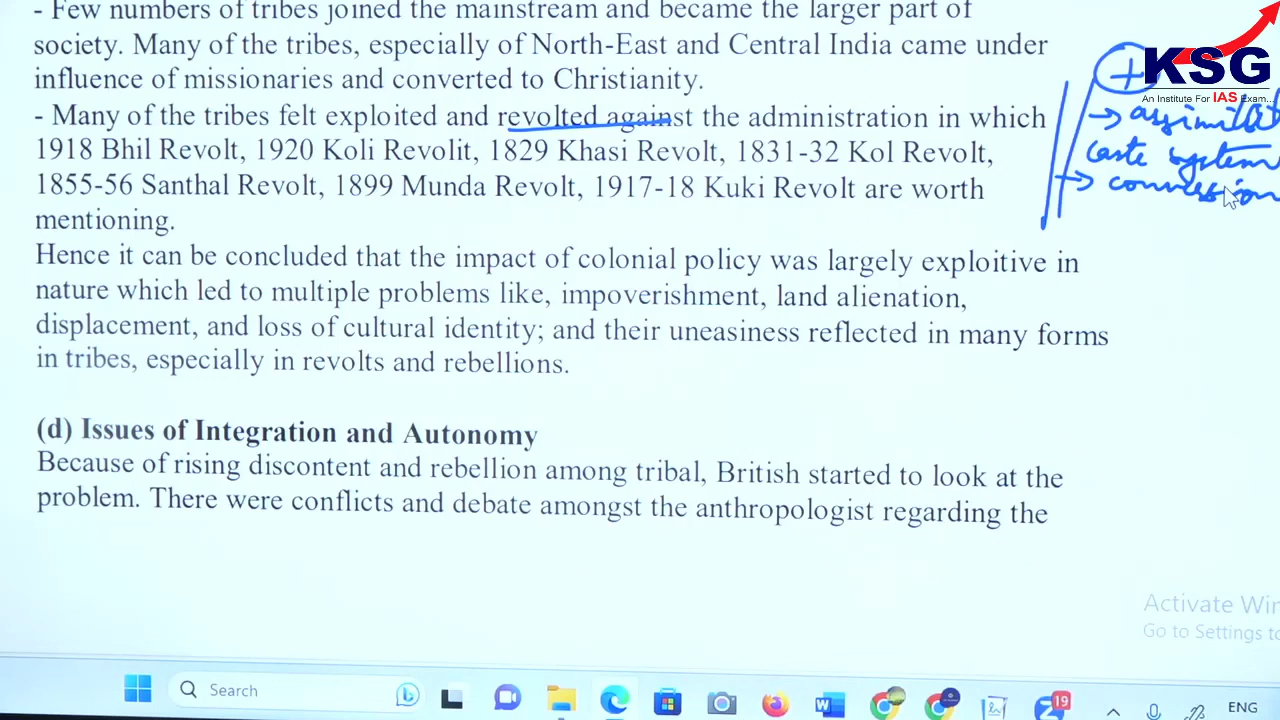 - Few numbers of tribes joined the mainstream and became the larger part of
society. Many of the tribes, especially of North-East and Central India came under
influence of missionaries and converted to Christianity.
- Many of the tribes felt exploited and revolted against the administration in which
1918 Bhil Revolt, 1920 Koli Revolit, 1829 Khasi Revolt, 1831-32 Kol Revolt,
1855-56 Santhal Revolt, 1899 Munda Revolt, 1917-18 Kuki Revolt are worth
mentioning.
Hence it can be concluded that the impact of colonial policy was largely exploitive in
nature which led to multiple problems like, impoverishment, land alienation,
displacement, and loss of cultural identity; and their uneasiness reflected in many forms
in tribes, especially in revolts and rebellions.
(d) Issues of Integration and Autonomy
Because of rising discontent and rebellion among tribal, British started to look at the
problem. There were conflicts and debate amongst the anthropologist regarding the
KSG
An Institute For IAS Exam...
+
→ assimilat
caste system
→ conversion
Activate Win
Go to Settings to
Search
19
ENG